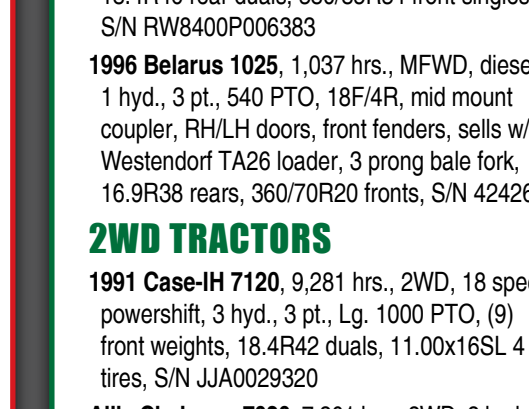 S/N RW8400P006383
1996 Belarus 1025, 1,037 hrs., MFWD, diese
1 hyd., 3 pt., 540 PTO, 18F/4R, mid mount
coupler, RH/LH doors, front fenders, sells w/
Westendorf TA26 loader, 3 prong bale fork,
16.9R38 rears, 360/70R20 fronts, S/N 42426
2WD TRACTORS
1991 Case-IH 7120, 9,281 hrs., 2WD, 18 spee
powershift, 3 hyd., 3 pt., Lg. 1000 PTO, (9)
front weights, 18.4R42 duals, 11.00x16SL 4
tires, S/N JJA0029320